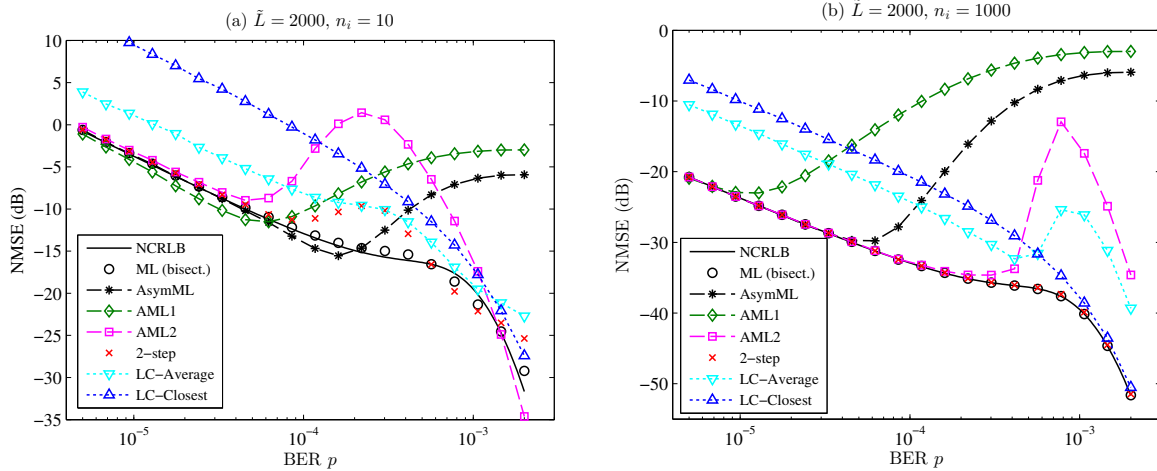 (a) L̃ = 2000, n_i = 10
10
5
0
−5
−10
−15
−20
−25
−30
−35
NMSE (dB)
NCRLB
ML (bisect.)
AsymML
AML1
AML2
2−step
LC−Average
LC−Closest
10^−5
10^−4
10^−3
BER p
(b) L̃ = 2000, n_i = 1000
0
−10
−20
−30
−40
−50
NMSE (dB)
NCRLB
ML (bisect.)
AsymML
AML1
AML2
2−step
LC−Average
LC−Closest
10^−5
10^−4
10^−3
BER p